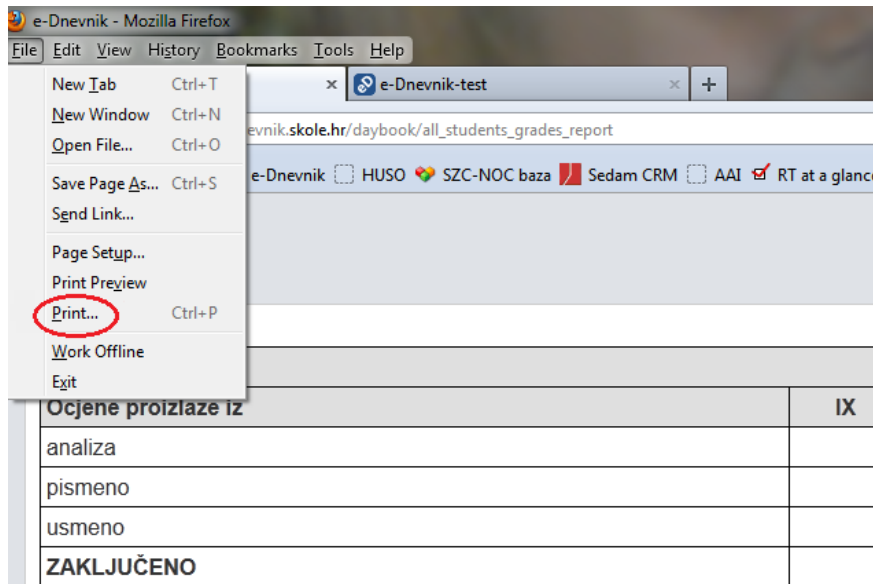 e-Dnevnik - Mozilla Firefox
File Edit View History Bookmarks Tools Help
New Tab Ctrl+T
e-Dnevnik-test
New Window Ctrl+N
evnik.skole.hr/daybook/all_students_grades_report
Open File... Ctrl+O
e-Dnevnik HUSO SZC-NOC baza Sedam CRM AAI RT at a glance
Save Page As... Ctrl+S
Send Link...
Page Setup...
Print Preview
Print... Ctrl+P
Work Offline
Exit
Ocjene proizlaze iz IX
analiza
pismeno
usmeno
ZAKLJUČENO